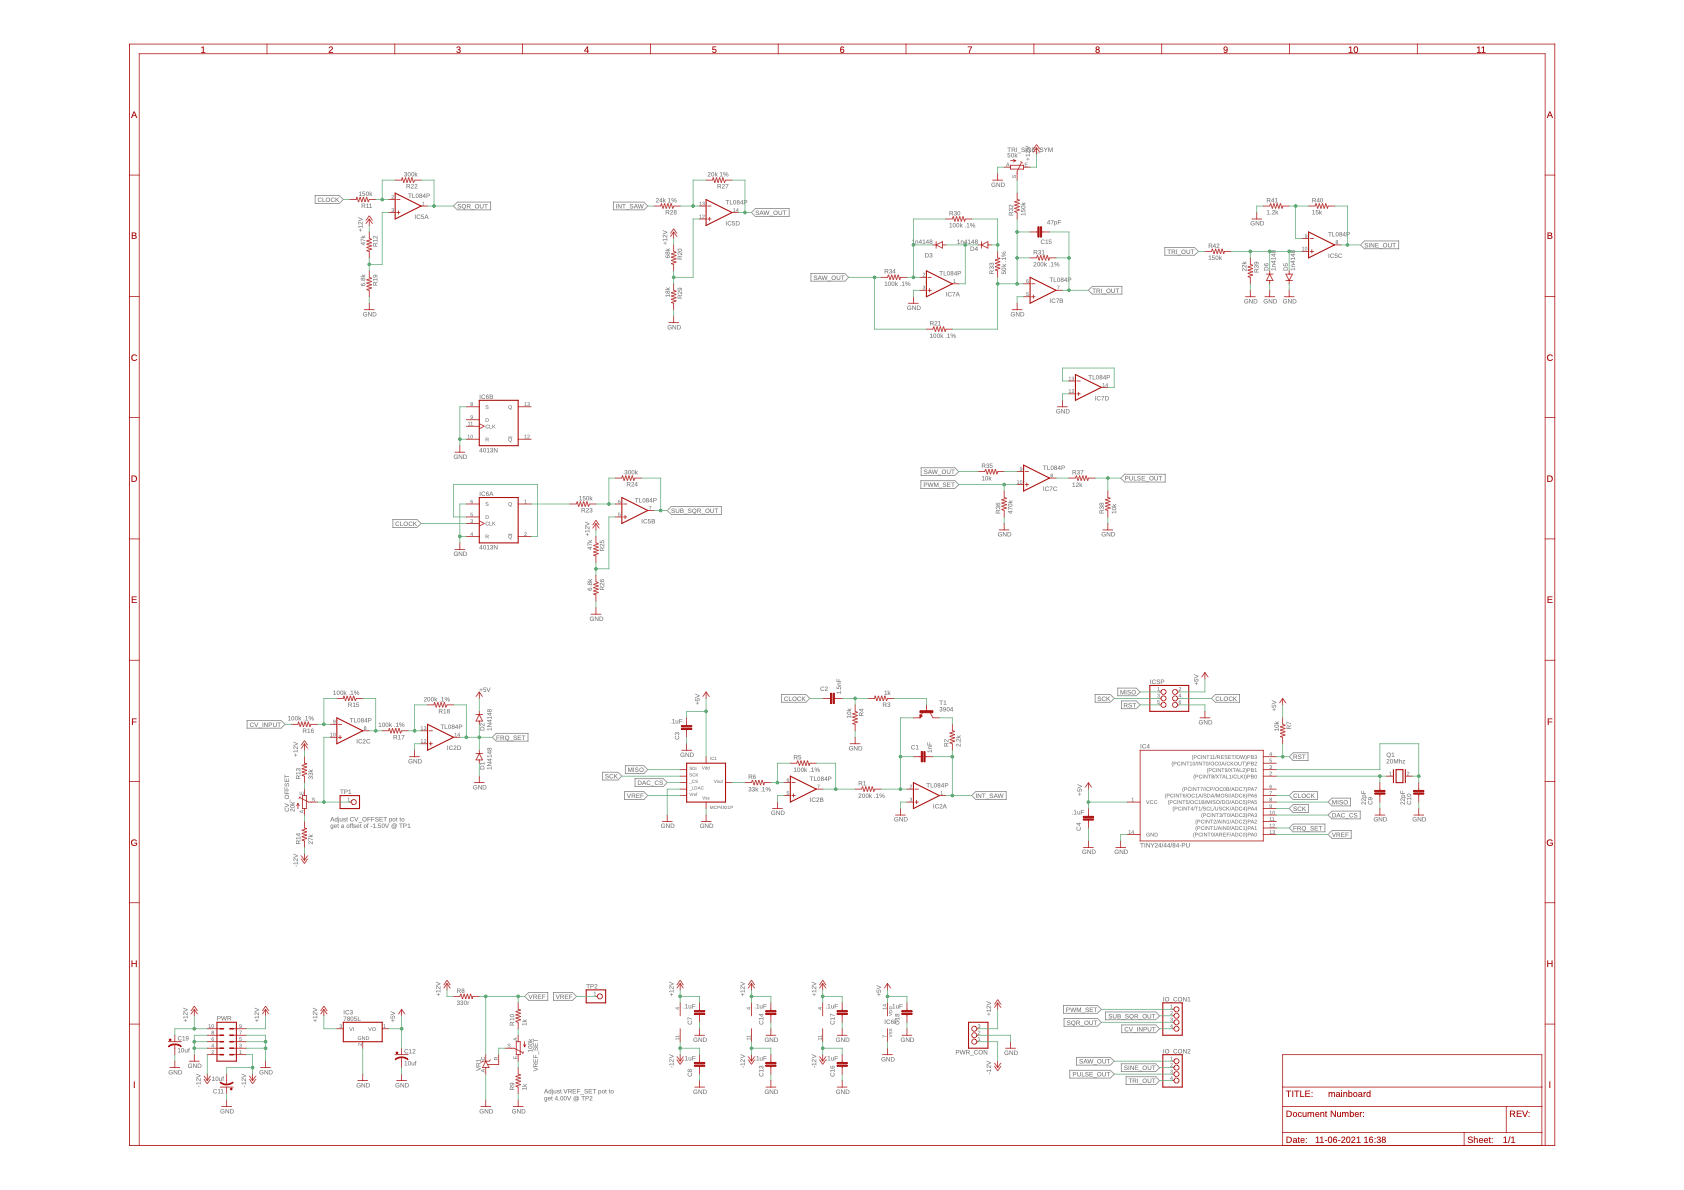 1 2 3 4 5 6 7 8 9 10 11
A A
TRI_SINE_SYM
50k
+12V
GND
300k
R22
CLOCK
150k
R11
TL084P
IC5A
SQR_OUT
+12V
47k
R12
6.8k
R19
GND
20k 1%
R27
INT_SAW
24k 1%
R28
TL084P
IC5D
SAW_OUT
+12V
68k
R20
18k
R29
GND
B B
R30
100k .1%
1n4148
D3
1n4148
D4
R32
150k
47pF
C15
R31
200k .1%
R33
50k .1%
SAW_OUT
R34
100k .1%
TL084P
IC7A
GND
TL084P
IC7B
GND
TRI_OUT
R21
100k .1%
R41
1.2k
GND
R40
15k
TRI_OUT
R42
150k
TL084P
IC5C
SINE_OUT
22k
R39
D6
1n4148
D5
1n4148
GND GND GND
C C
TL084P
IC7D
GND
IC6B
S Q
D
CLK
R Q
4013N
GND
D D
SAW_OUT
PWM_SET
R35
10k
TL084P
IC7C
R37
12k
PULSE_OUT
R36
470k
R38
10k
GND GND
IC6A
S Q
D
CLK
R Q
4013N
CLOCK
GND
300k
R24
150k
R23
TL084P
IC5B
SUB_SQR_OUT
+12V
47k
R25
6.8k
R26
GND
E E
F F
100k .1%
R15
CV_INPUT
100k .1%
R16
TL084P
IC2C
100k .1%
R17
200k .1%
R18
TL084P
IC2D
GND
+5V
1N4148
D1
1N4148
GND
FRQ_SET
+12V
R13
33k
CV_OFFSET
TP1
R14
27k
-12V
Adjust CV_OFFSET pot to
get a offset of -1.50V @ TP1
+5V
.1uF
C3
GND
IC1
MISO
SCK
DAC_CS
VREF
SDI Vdd
SCK
_CS
_LDAC Vout
Vref
Vss
MCP4921P
GND GND
R6
33k .1%
R5
100k .1%
TL084P
IC2B
GND
R1
200k .1%
CLOCK
C2
1.5nF
10k
R4
GND
1k
R3
T1
3904
C1
1nF
R2
2.2k
TL084P
IC2A
GND
INT_SAW
ICSP
MISO
SCK
RST
+5V
CLOCK
GND
+5V
10k
R7
IC4
(PCINT11/RESET/DW)PB3
(PCINT10/INT0/OC0A/CKOUT)PB2
(PCINT9/XTAL2)PB1
(PCINT8/XTAL1/CLKI)PB0
(PCINT7/ICP/OC0B/ADC7)PA7
(PCINT6/OC1A/SDA/MOSI/ADC6)PA6
(PCINT5/OC1B/MISO/DO/ADC5)PA5
(PCINT4/T1/SCL/USCK/ADC4)PA4
(PCINT3/T0/ADC3)PA3
(PCINT2/AIN1/ADC2)PA2
(PCINT1/AIN0/ADC1)PA1
(PCINT0/AREF/ADC0)PA0
VCC
GND
TINY24/44/84-PU
+5V
.1uF
C4
GND GND
RST
CLOCK
MISO
SCK
DAC_CS
FRQ_SET
VREF
Q1
20Mhz
22pF
C9
22pF
C10
GND GND
G G
H H
+12V
PWR
C19
10uf
GND GND
-12V
10uf
C11
-12V
+12V
GND
GND
+12V
IC3
7805L
VI VO
GND
+5V
C12
10uf
GND GND
+12V
R8
330r
VREF
VREF
TP2
R10
1k
100k
VREF_SET
R9
1k
GND GND
Adjust VREF_SET pot to
get 4.00V @ TP2
+12V
.1uF
C7
GND
-12V
.1uF
C8
GND
+12V
.1uF
C14
GND
-12V
.1uF
C13
GND
+12V
.1uF
C17
GND
-12V
.1uF
C16
GND
+5V
.1uF
C18
GND
GND
PWR_CON
+12V
GND
-12V
IO_CON1
PWM_SET
SUB_SQR_OUT
SQR_OUT
CV_INPUT
IO_CON2
SAW_OUT
SINE_OUT
PULSE_OUT
TRI_OUT
I I
TITLE: mainboard
Document Number:
REV:
Date: 11-06-2021 16:38
Sheet: 1/1